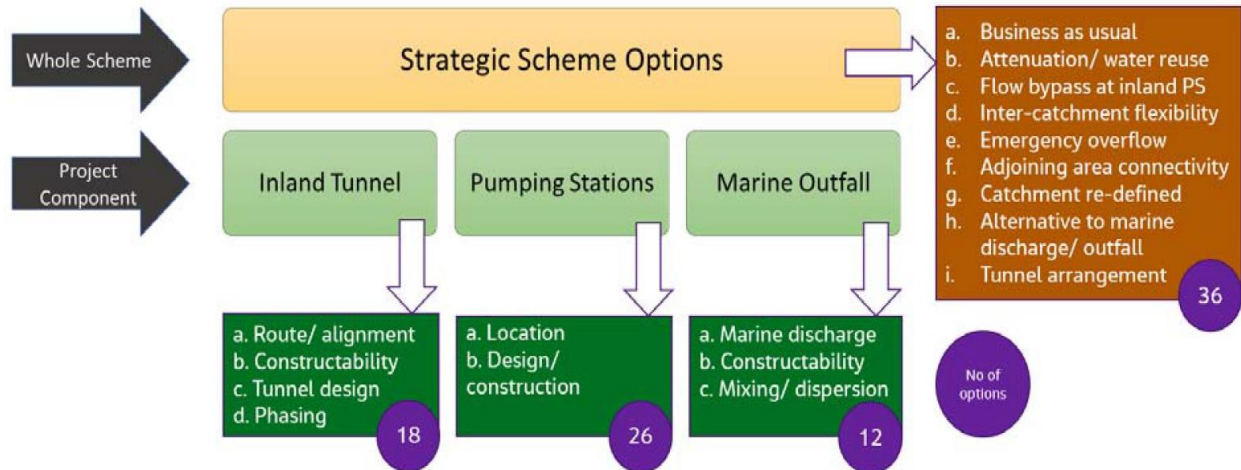 Whole Scheme
Strategic Scheme Options
a. Business as usual
b. Attenuation/ water reuse
c. Flow bypass at inland PS
d. Inter-catchment flexibility
e. Emergency overflow
f. Adjoining area connectivity
g. Catchment re-defined
h. Alternative to marine
discharge/ outfall
i. Tunnel arrangement
36
Project
Component
Inland Tunnel
Pumping Stations
Marine Outfall
a. Route/ alignment
b. Constructability
c. Tunnel design
d. Phasing
18
a. Location
b. Design/
construction
26
a. Marine discharge
b. Constructability
c. Mixing/ dispersion
12
No of
options